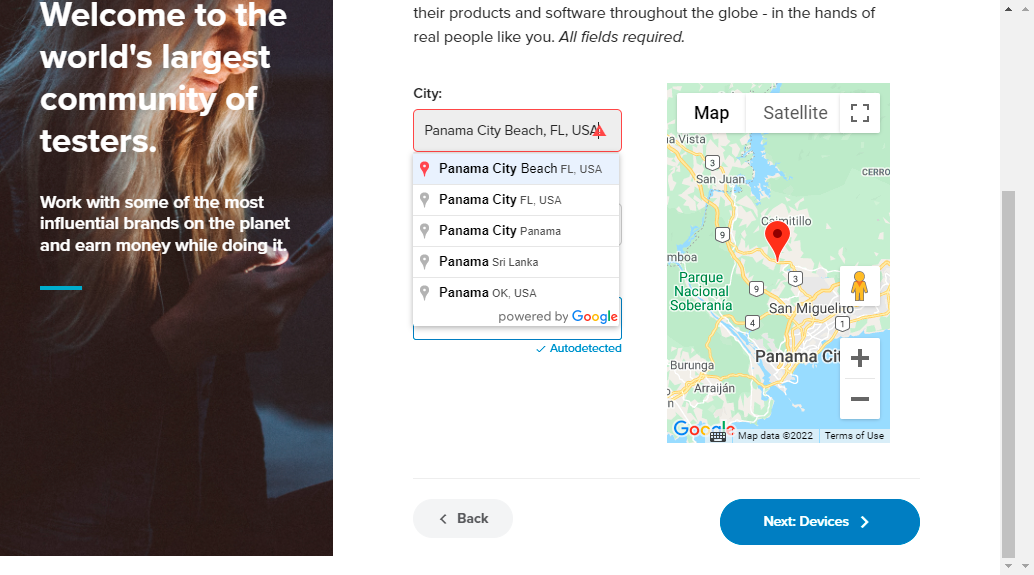 Welcome to the
world's largest
community of
testers.
Work with some of the most
influential brands on the planet
and earn money while doing it.
their products and software throughout the globe - in the hands of
real people like you. All fields required.
City:
Panama City Beach, FL, USA
Panama City Beach FL, USA
Panama City FL, USA
Panama City Panama
Panama Sri Lanka
Panama OK, USA
powered by Google
Autodetected
Map
Satellite
a Vista
3
San Juan
CERRO
Caimitillo
9
mboa
3
Parque
Nacional
Soberanía
9
San Miguelito
4
1
Panama Cit
Burunga
Arraiján
n
Google
Map data ©2022
Terms of Use
Back
Next: Devices